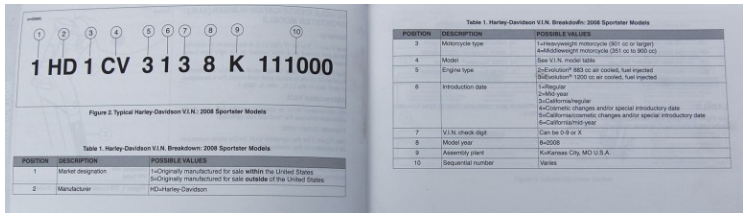 1 2 3 4 5 6 7 8 9 10
1 HD 1 CV 3 1 3 8 K 111000
Figure 2. Typical Harley-Davidson V.I.N.: 2008 Sportster Models
Table 1. Harley-Davidson V.I.N. Breakdown: 2008 Sportster Models
POSITION DESCRIPTION POSSIBLE VALUES
1 Market designation 1=Originally manufactured for sale within the United States
5=Originally manufactured for sale outside of the United States
2 Manufacturer HD=Harley-Davidson
Table 1. Harley-Davidson V.I.N. Breakdown: 2008 Sportster Models
POSITION DESCRIPTION POSSIBLE VALUES
3 Motorcycle type 1=Heavyweight motorcycle (901 cc or larger)
4=Middleweight motorcycle (351 cc to 900 cc)
4 Model See V.I.N. model table
5 Engine type 2=Evolution® 883 cc air cooled, fuel injected
3=Evolution® 1200 cc air cooled, fuel injected
6 Introduction date 1=Regular
2=Mid-year
3=California/regular
4=Cosmetic changes and/or special introductory date
5=California/cosmetic changes and/or special introductory date
6=California/mid-year
7 V.I.N. check digit Can be 0-9 or X
8 Model year 8=2008
9 Assembly plant K=Kansas City, MO U.S.A.
10 Sequential number Varies